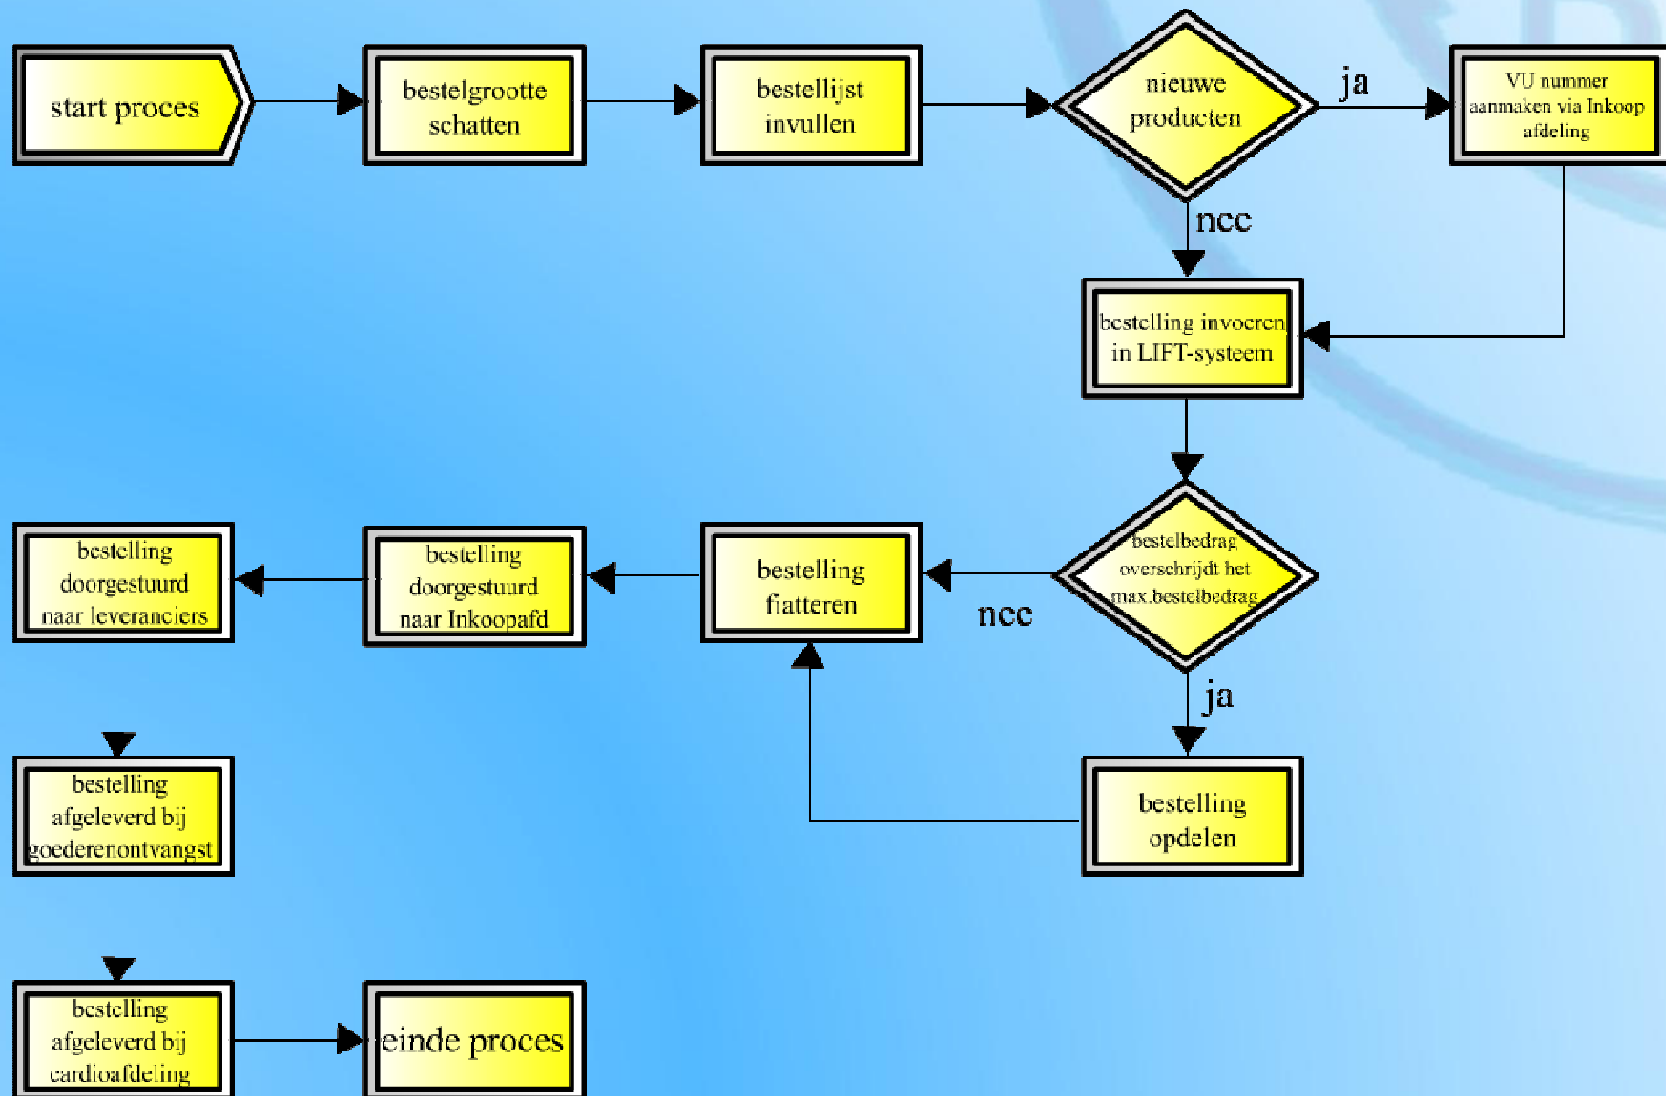 start proces
bestelgrootte
schatten
bestellijst
invullen
nieuwe
producten
ja
VU nummer
aanmaken via Inkoop
afdeling
nee
bestelling invoeren
in LIFT-systeem
bestelbedrag
overschrijdt het
max.bestelbedrag
nee
bestelling
fiatteren
bestelling
doorgestuurd
naar Inkoopafd
bestelling
doorgestuurd
naar leveranciers
ja
bestelling
opdelen
bestelling
afgeleverd bij
goederenontvangst
bestelling
afgeleverd bij
cardioafdeling
einde proces